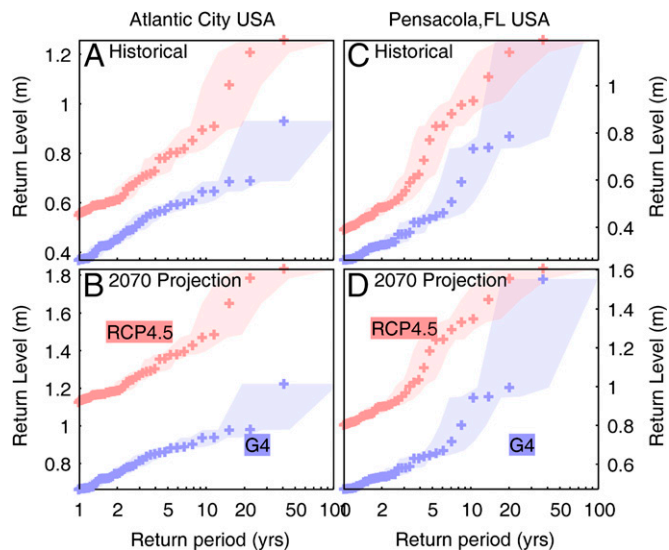 Atlantic City USA
Pensacola,FL USA
A Historical
C Historical
Return Level (m)
1.2
1
0.8
0.6
0.4
1
0.8
0.6
0.4
Return Level (m)
B 2070 Projection
D 2070 Projection
RCP4.5
RCP4.5
G4
G4
Return Level (m)
1.8
1.6
1.4
1.2
1
0.8
1.6
1.4
1.2
1
0.8
0.6
Return Level (m)
1 2 5 10 20 50
1 2 5 10 20 50 100
Return period (yrs)
Return period (yrs)